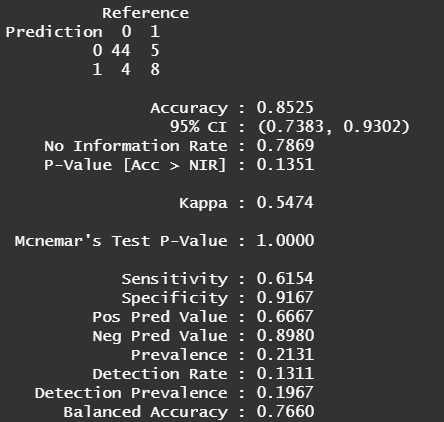 Reference
Prediction 0 1
0 44 5
1 4 8
Accuracy : 0.8525
95% CI : (0.7383, 0.9302)
No Information Rate : 0.7869
P-Value [Acc > NIR] : 0.1351
Kappa : 0.5474
Mcnemar's Test P-Value : 1.0000
Sensitivity : 0.6154
Specificity : 0.9167
Pos Pred Value : 0.6667
Neg Pred Value : 0.8980
Prevalence : 0.2131
Detection Rate : 0.1311
Detection Prevalence : 0.1967
Balanced Accuracy : 0.7660